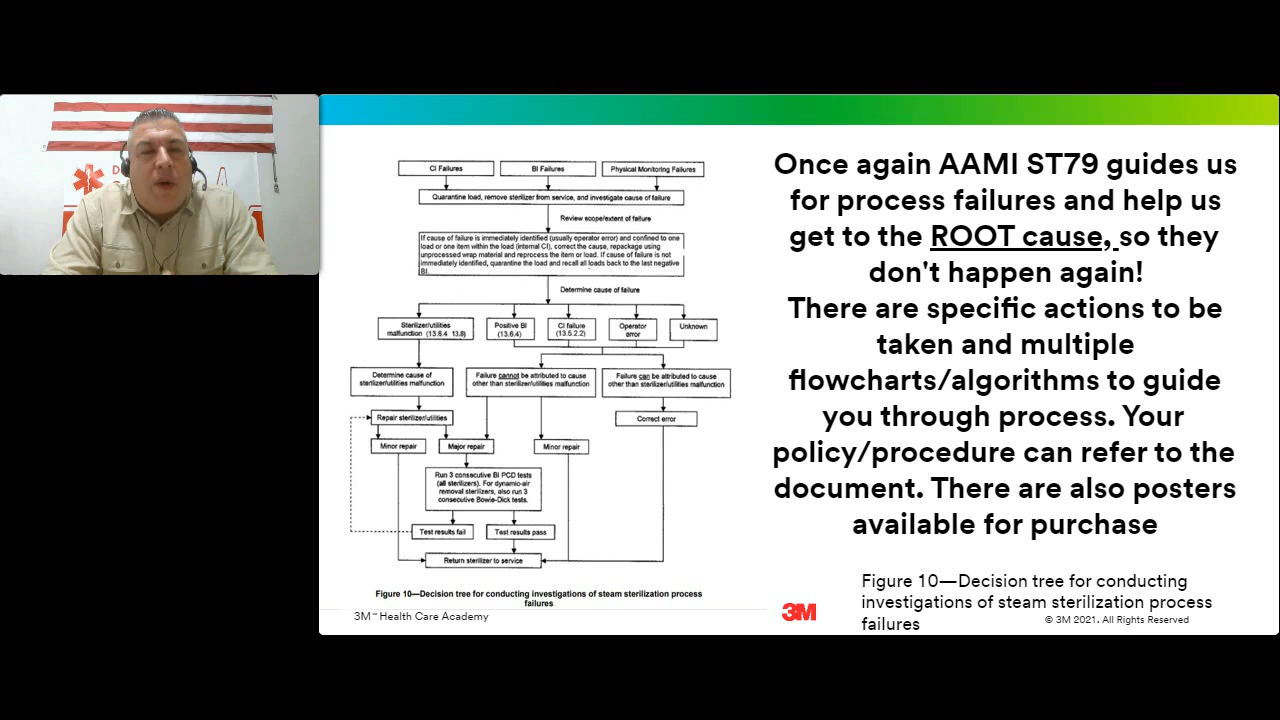 CI Failures
BI Failures
Physical Monitoring Failures
Quarantine load, remove sterilizer from service, and investigate cause of failure
Review scope/extent of failure
If cause of failure is immediately identified (usually operator error) and confined to one
load or one item within the load (internal CI), correct the cause, repackage using
unprocessed wrap material and reprocess the item or load. If cause of failure is not
immediately identified, quarantine the load and recall all loads back to the last negative
BI.
Determine cause of failure
Sterilizer/utilities
malfunction (13.6.4 13.8)
Positive BI
(13.6.4)
CI failure
(13.5.2.2)
Operator
error
Unknown
Determine cause of
sterilizer/utilities malfunction
Failure cannot be attributed to cause
other than sterilizer/utilities malfunction
Failure can be attributed to cause
other than sterilizer/utilities malfunction
Repair sterilizer/utilities
Correct error
Minor repair
Major repair
Minor repair
Run 3 consecutive BI PCD tests
(all sterilizers). For dynamic-air
removal sterilizers, also run 3
consecutive Bowie-Dick tests.
Test results fail
Test results pass
Return sterilizer to service
Figure 10—Decision tree for conducting investigations of steam sterilization process
failures
3M™ Health Care Academy
Once again AAMI ST79 guides us
for process failures and help us
get to the ROOT cause, so they
don't happen again!
There are specific actions to be
taken and multiple
flowcharts/algorithms to guide
you through process. Your
policy/procedure can refer to the
document. There are also posters
available for purchase
Figure 10—Decision tree for conducting
investigations of steam sterilization process
failures
3M
© 3M 2021. All Rights Reserved